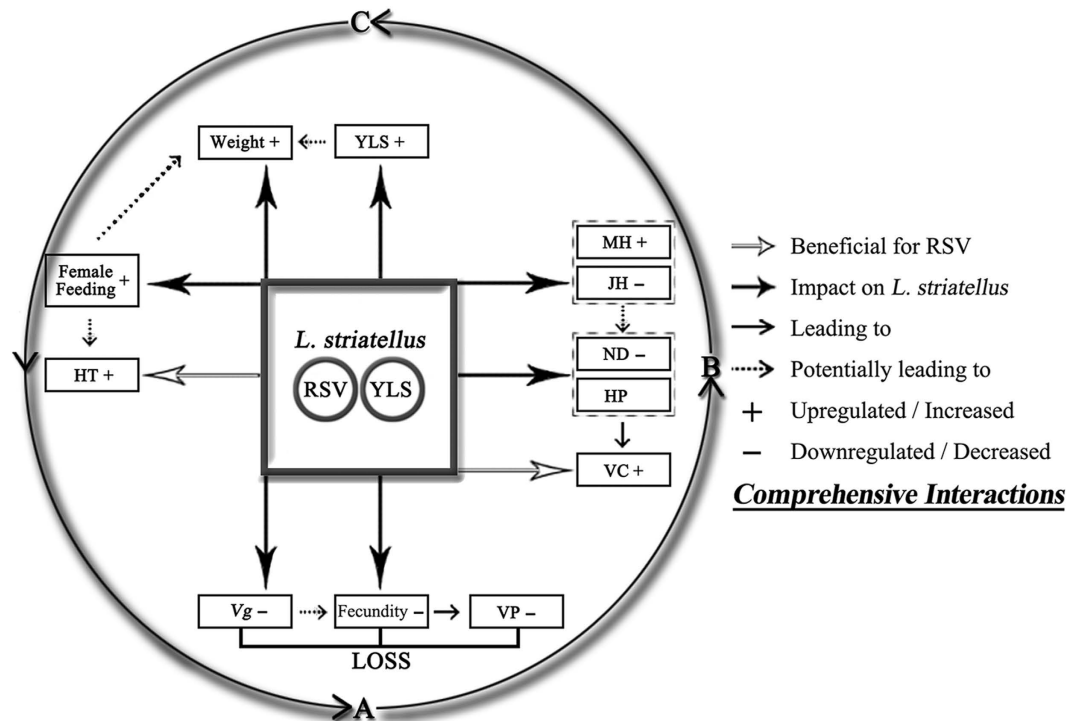 C
Weight +
YLS +
MH +
JH –
Female
Feeding +
HT +
L. striatellus
RSV YLS
ND –
HP
VC +
B
Vg –
Fecundity –
VP –
LOSS
A
Beneficial for RSV
Impact on L. striatellus
Leading to
Potentially leading to
+ Upregulated / Increased
– Downregulated / Decreased
Comprehensive Interactions